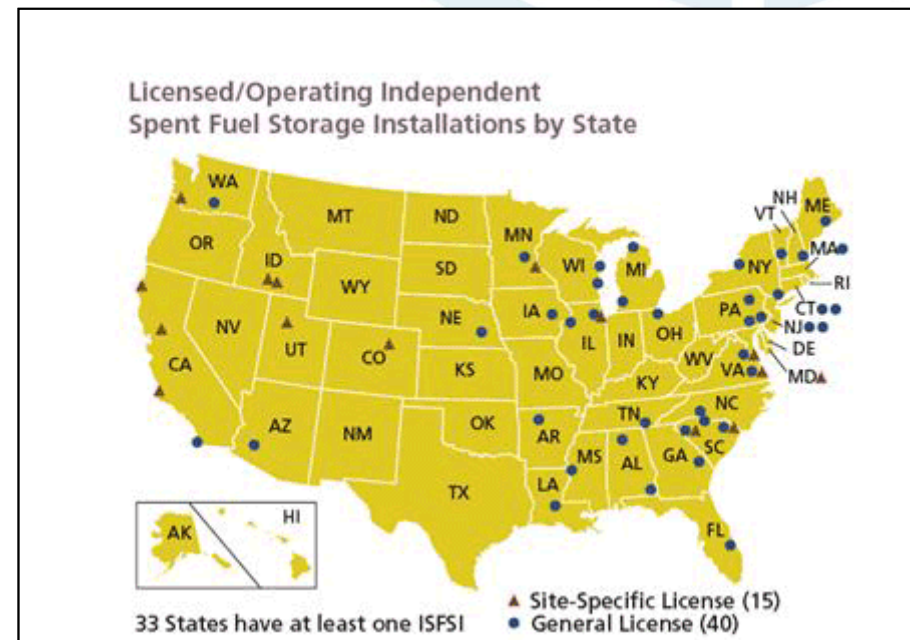 Licensed/Operating Independent
Spent Fuel Storage Installations by State
WA
MT
ND
MN
OR
ID
SD
WI
MI
WY
NE
IA
NV
UT
CO
CA
KS
MO
IL
IN
OH
PA
NY
VT
NH
ME
MA
RI
CT
NJ
DE
MD
WV
VA
KY
NC
TN
SC
AZ
NM
OK
AR
MS
AL
GA
LA
TX
FL
AK
HI
33 States have at least one ISFSI
Site-Specific License (15)
General License (40)